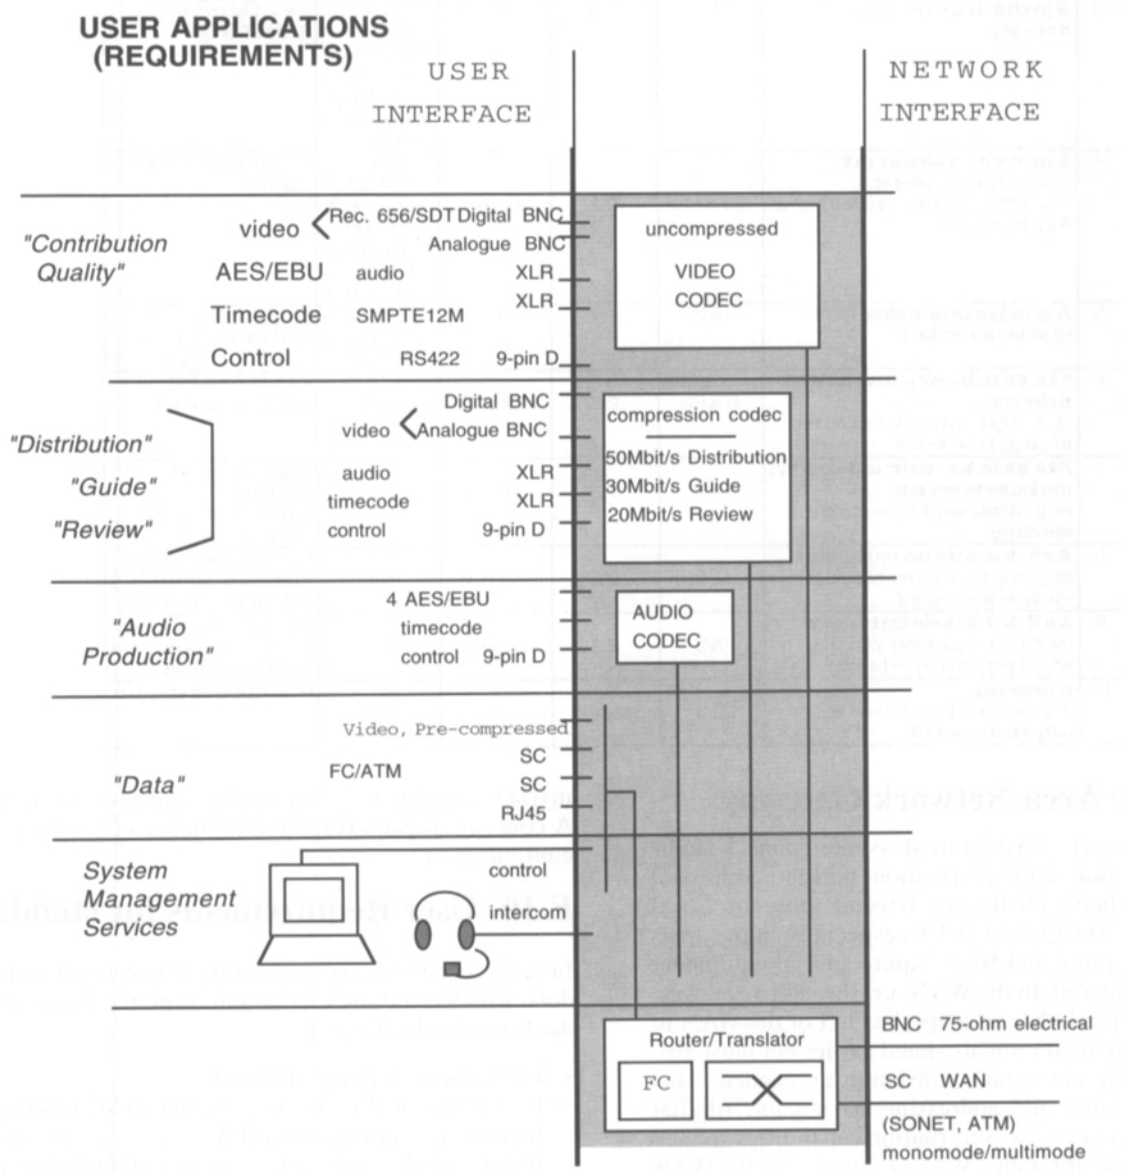 USER APPLICATIONS
(REQUIREMENTS)
USER
INTERFACE
NETWORK
INTERFACE
"Contribution
Quality"
video
Rec. 656/SDT Digital BNC
Analogue BNC
AES/EBU audio XLR
XLR
Timecode SMPTE12M
Control RS422 9-pin D
uncompressed
VIDEO
CODEC
"Distribution"
"Guide"
"Review"
Digital BNC
video
Analogue BNC
audio XLR
timecode XLR
control 9-pin D
compression codec
50Mbit/s Distribution
30Mbit/s Guide
20Mbit/s Review
"Audio
Production"
4 AES/EBU
timecode
control 9-pin D
AUDIO
CODEC
"Data"
Video, Pre-compressed
SC
FC/ATM
SC
RJ45
System
Management
Services
control
intercom
Router/Translator
FC
BNC 75-ohm electrical
SC WAN
(SONET, ATM)
monomode/multimode